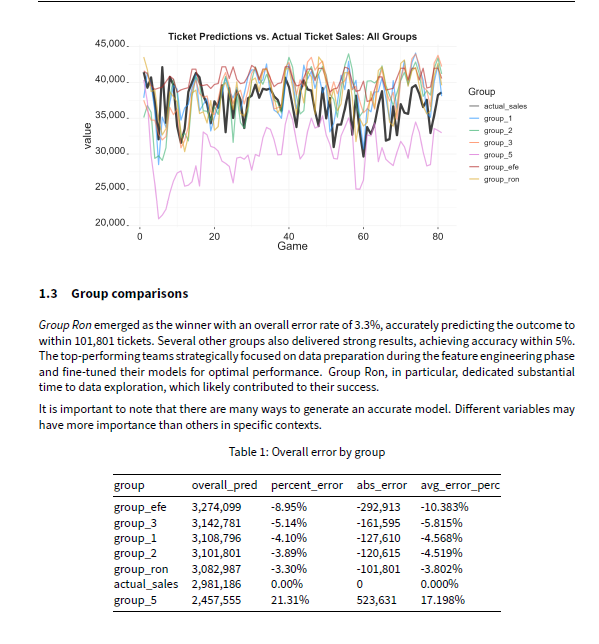 Ticket Predictions vs. Actual Ticket Sales: All Groups
45,000
40,000
35,000
30,000
25,000
20,000
value
0 20 40 60 80
Game
Group
actual_sales
group_1
group_2
group_3
group_5
group_efe
group_ron
1.3 Group comparisons
Group Ron emerged as the winner with an overall error rate of 3.3%, accurately predicting the outcome to
within 101,801 tickets. Several other groups also delivered strong results, achieving accuracy within 5%.
The top-performing teams strategically focused on data preparation during the feature engineering phase
and fine-tuned their models for optimal performance. Group Ron, in particular, dedicated substantial
time to data exploration, which likely contributed to their success.
It is important to note that there are many ways to generate an accurate model. Different variables may
have more importance than others in specific contexts.
Table 1: Overall error by group
group overall_pred percent_error abs_error avg_error_perc
group_efe 3,274,099 -8.95% -292,913 -10.383%
group_3 3,142,781 -5.14% -161,595 -5.815%
group_1 3,108,796 -4.10% -127,610 -4.568%
group_2 3,101,801 -3.89% -120,615 -4.519%
group_ron 3,082,987 -3.30% -101,801 -3.802%
actual_sales 2,981,186 0.00% 0 0.000%
group_5 2,457,555 21.31% 523,631 17.198%